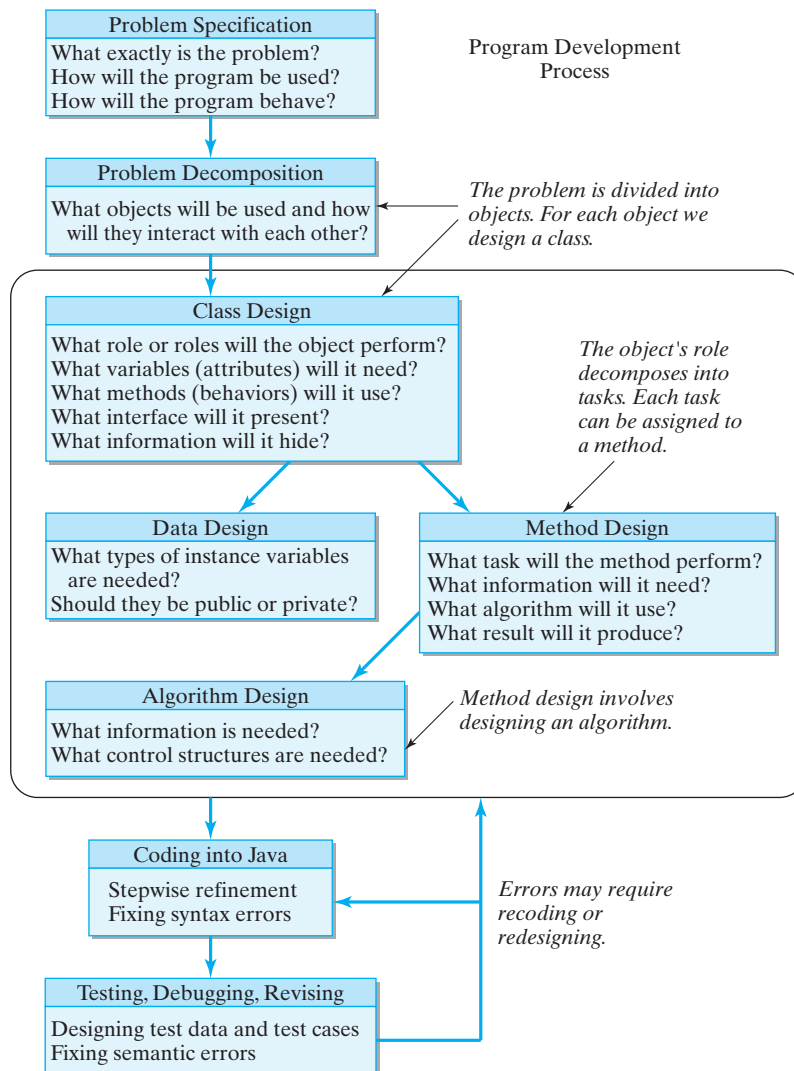 Problem Specification
What exactly is the problem?
How will the program be used?
How will the program behave?
Program Development
Process
Problem Decomposition
What objects will be used and how
will they interact with each other?
The problem is divided into
objects. For each object we
design a class.
Class Design
What role or roles will the object perform?
What variables (attributes) will it need?
What methods (behaviors) will it use?
What interface will it present?
What information will it hide?
The object's role
decomposes into
tasks. Each task
can be assigned to
a method.
Data Design
What types of instance variables
are needed?
Should they be public or private?
Method Design
What task will the method perform?
What information will it need?
What algorithm will it use?
What result will it produce?
Algorithm Design
What information is needed?
What control structures are needed?
Method design involves
designing an algorithm.
Coding into Java
Stepwise refinement
Fixing syntax errors
Errors may require
recoding or
redesigning.
Testing, Debugging, Revising
Designing test data and test cases
Fixing semantic errors